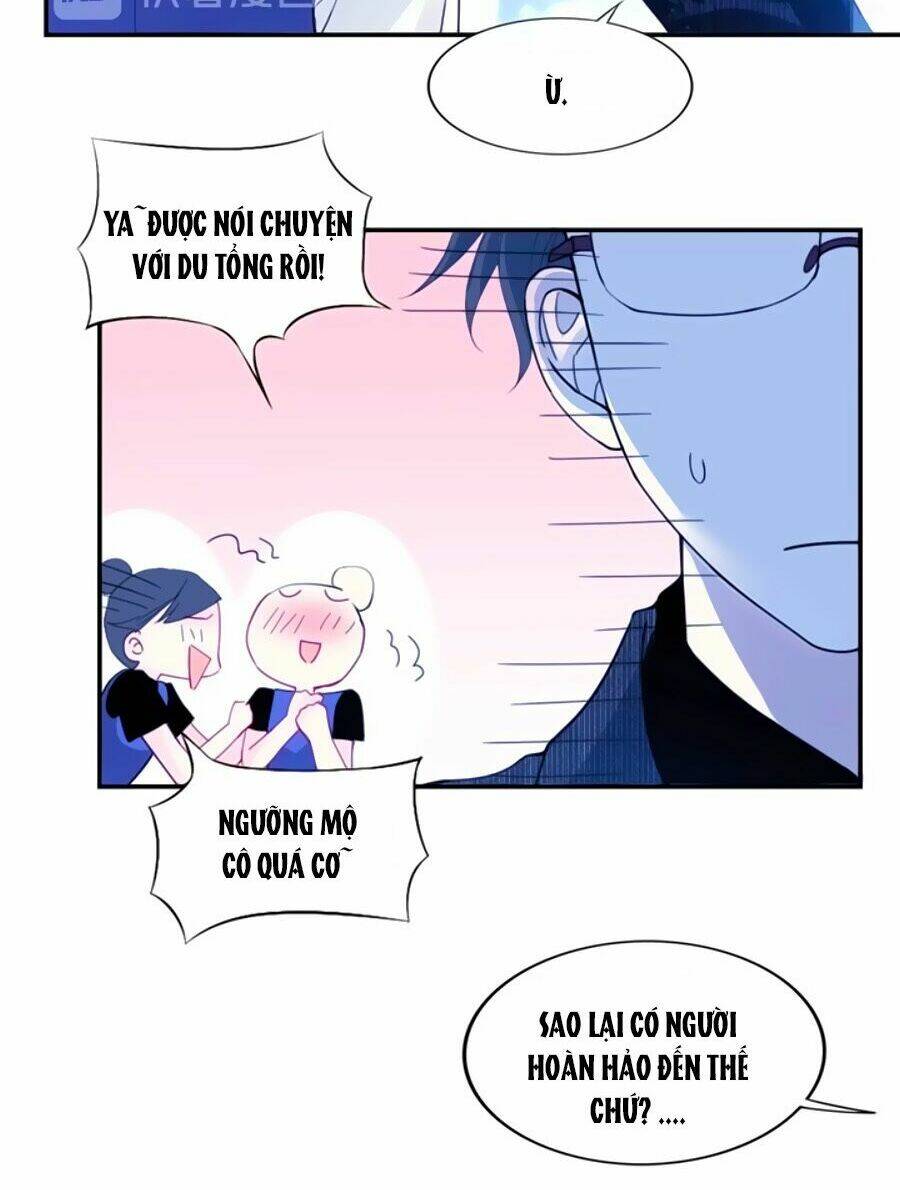 Ừ.
YA~ĐƯỢC NÓI CHUYỆN
VỚI DU TỔNG RỒI!
NGƯỠNG MỘ
CÔ QUÁ CƠ~
SAO LẠI CÓ NGƯỜI
HOÀN HẢO ĐẾN THẾ
CHỨ? ....